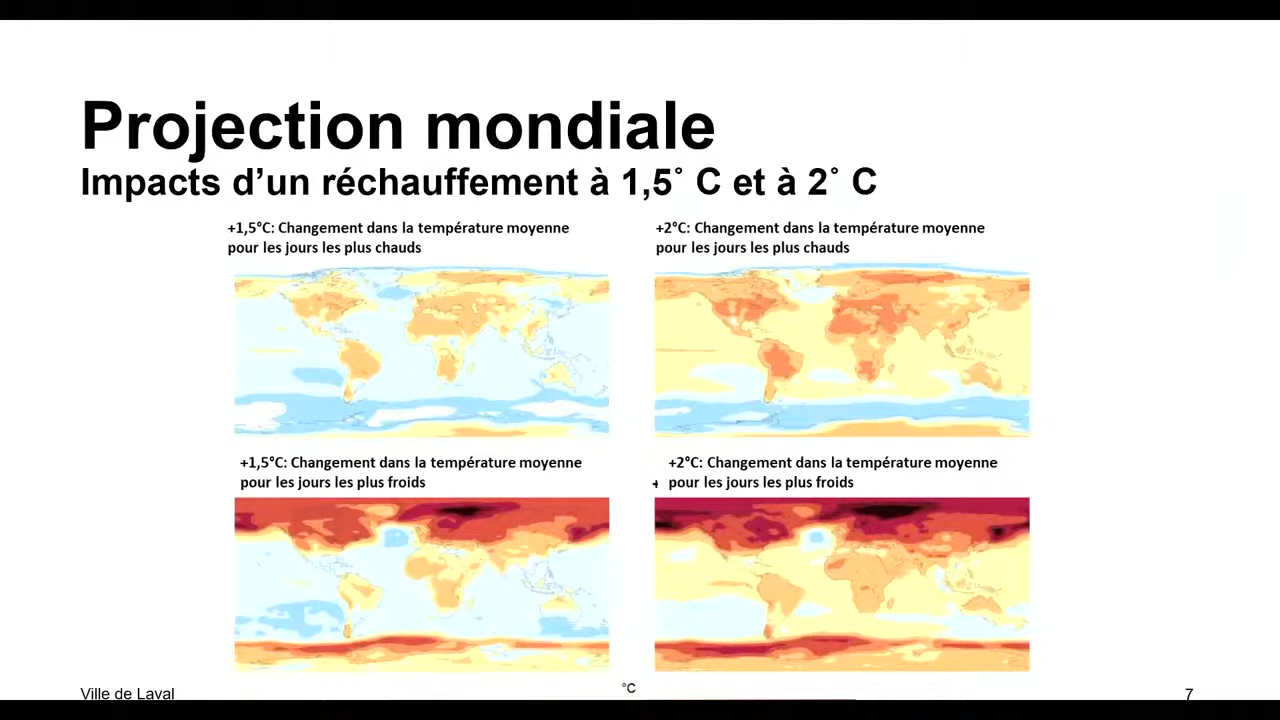 Projection mondiale
Impacts d’un réchauffement à 1,5˚ C et à 2˚ C
+1,5°C: Changement dans la température moyenne
pour les jours les plus chauds
+2°C: Changement dans la température moyenne
pour les jours les plus chauds
+1,5°C: Changement dans la température moyenne
pour les jours les plus froids
+2°C: Changement dans la température moyenne
+ pour les jours les plus froids
°C
Ville de Laval
7